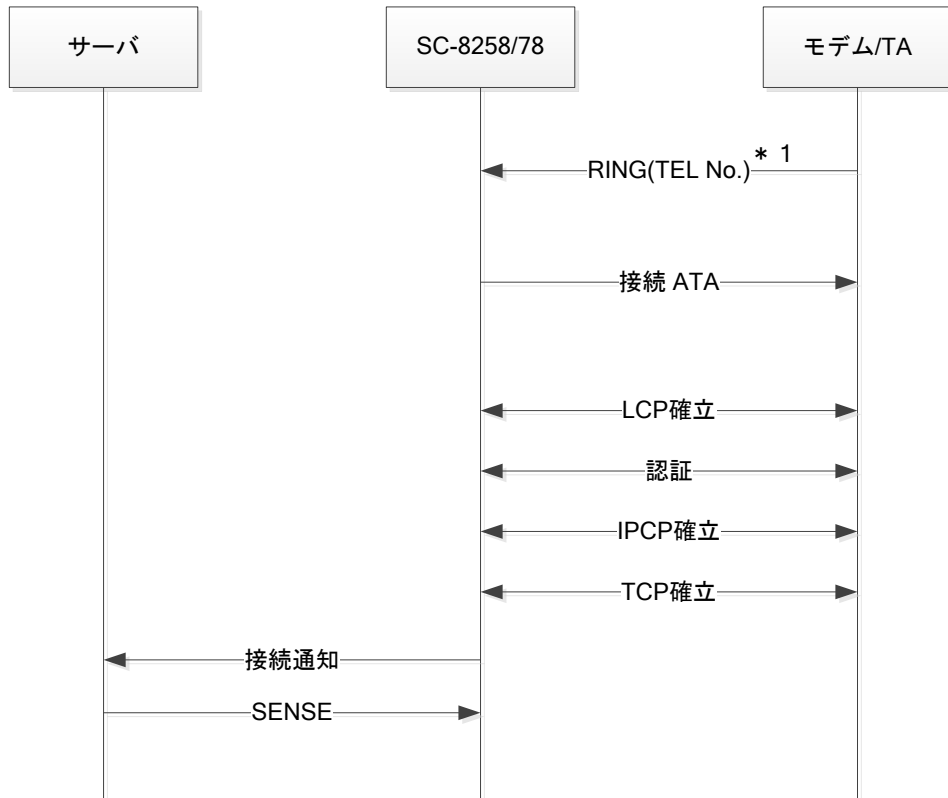 サーバ
SC-8258/78
モデム/TA
RING(TEL No.)＊1
接続 ATA
LCP確立
認証
IPCP確立
TCP確立
接続通知
SENSE